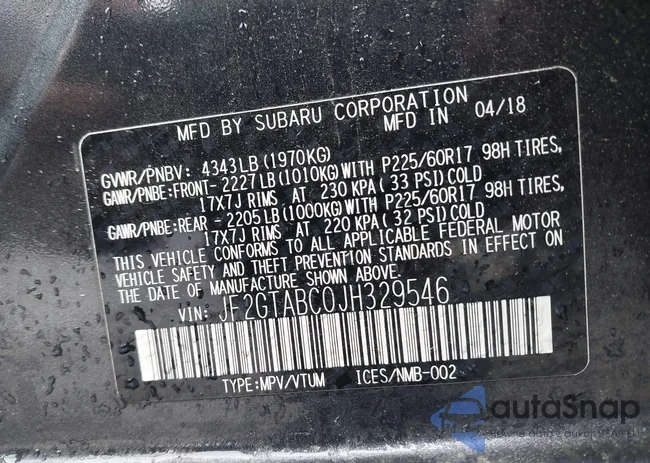 MFD BY SUBARU CORPORATION
MFD IN 04/18
GVWR/PNBV: 4343LB (1970KG)
GAWR/PNBE:FRONT- 2227 LB(1010KG)WITH P225/60R17 98H TIRES,
17X7J RIMS AT 230 KPA(33 PSI)COLD
GAWR/PNBE:REAR - 2205 LB(1000KG)WITH P225/60R17 98H TIRES,
17X7J RIMS AT 220 KPA(32 PSI)COLD
THIS VEHICLE CONFORMS TO ALL APPLICABLE FEDERAL MOTOR
VEHICLE SAFETY AND THEFT PREVENTION STANDARDS IN EFFECT ON
THE DATE OF MANUFACTURE SHOWN ABOVE.
VIN: JF2GTABC0JH329546
TYPE:MPV/VTUM ICES/NMB-002
autoSnap